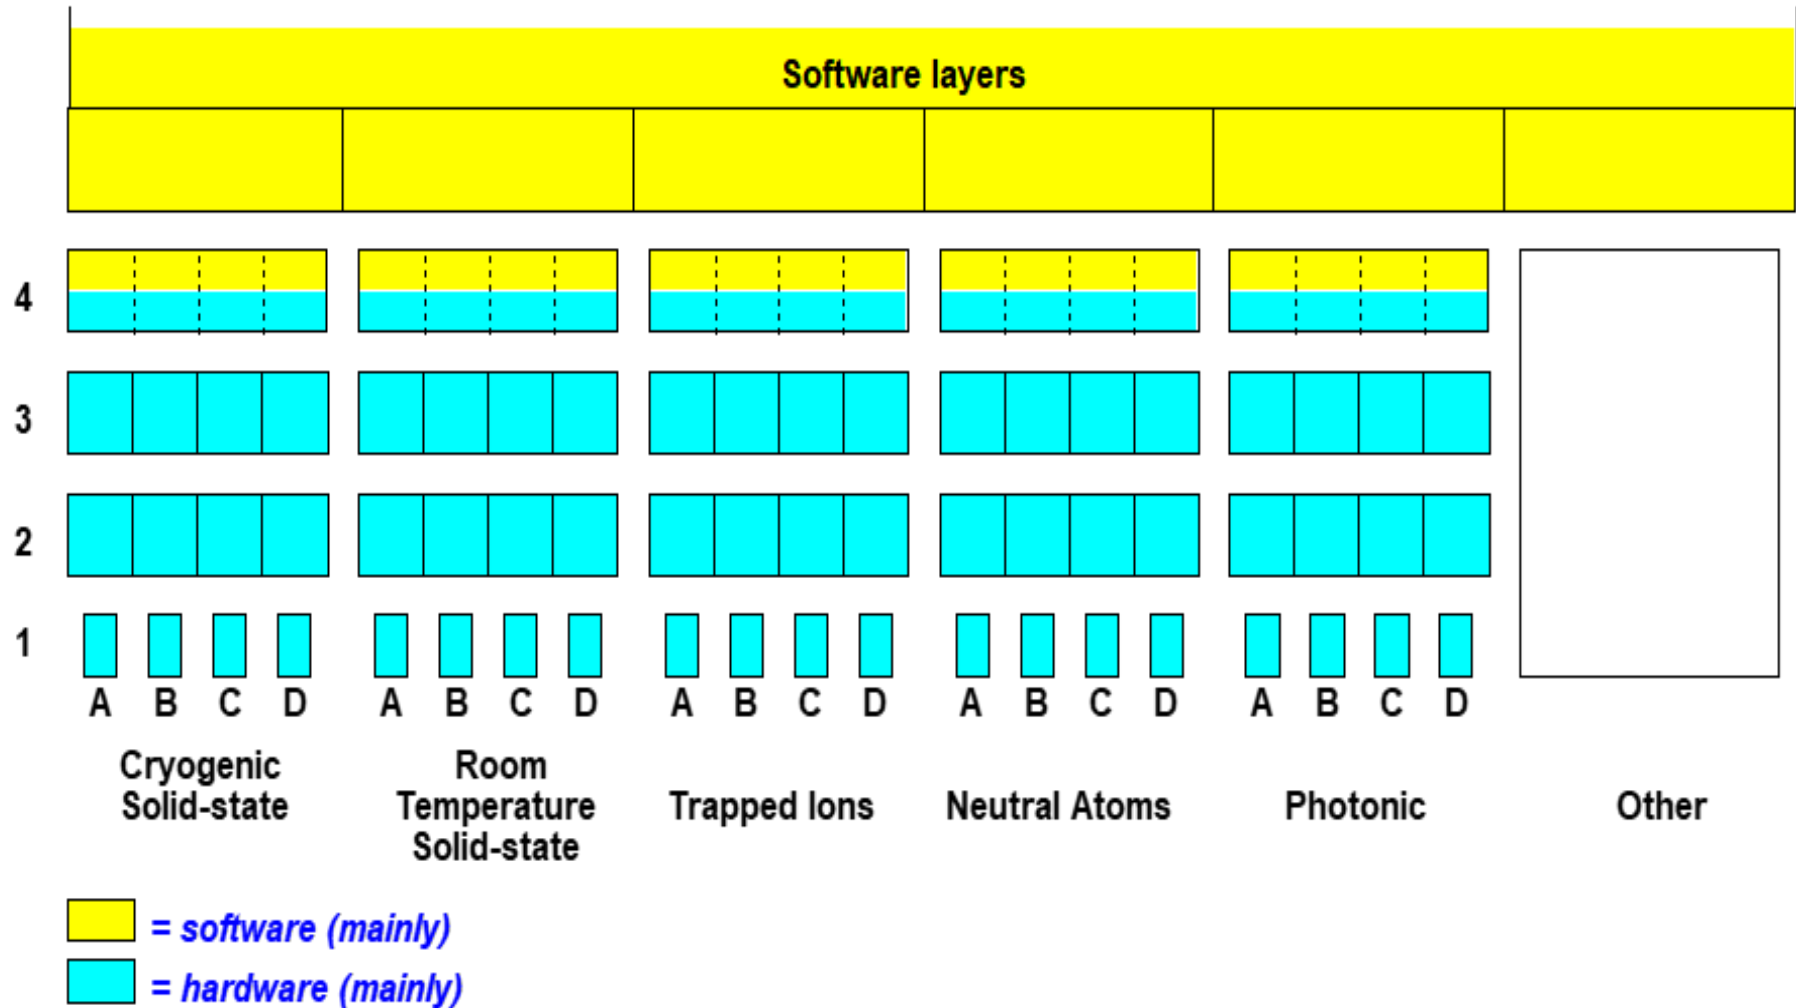 Software layers
4
3
2
1
A B C D A B C D A B C D A B C D A B C D
Cryogenic
Solid-state
Room
Temperature
Solid-state
Trapped Ions
Neutral Atoms
Photonic
Other
= software (mainly)
= hardware (mainly)